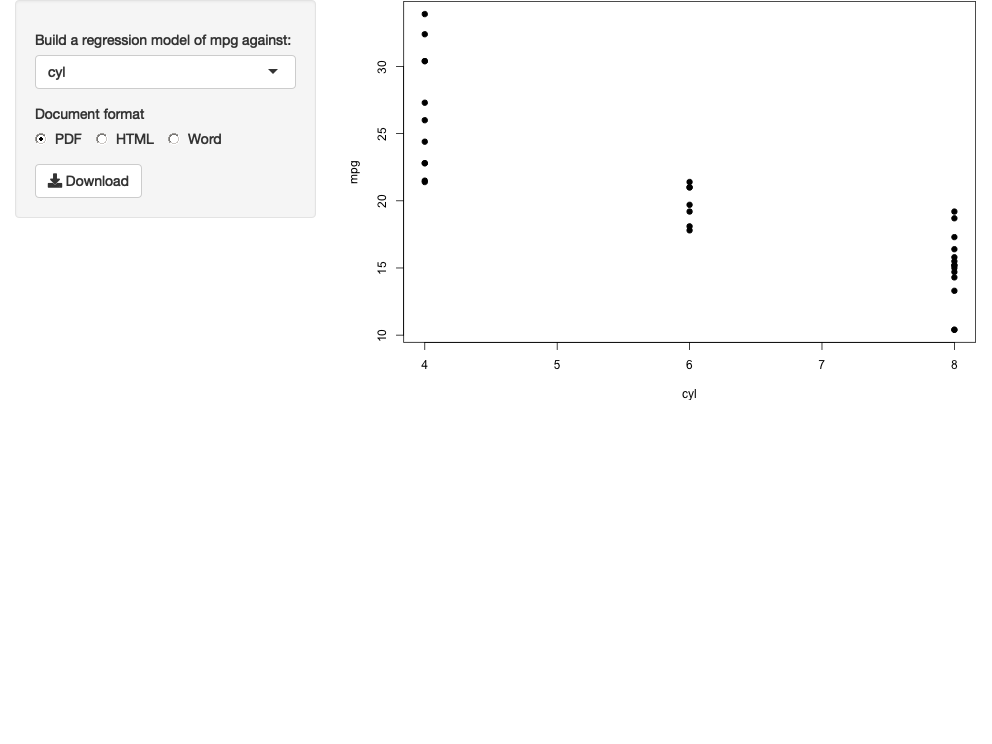 Build a regression model of mpg against:
cyl
Document format
PDF HTML Word
Download
mpg
30
25
20
15
10
4 5 6 7 8
cyl